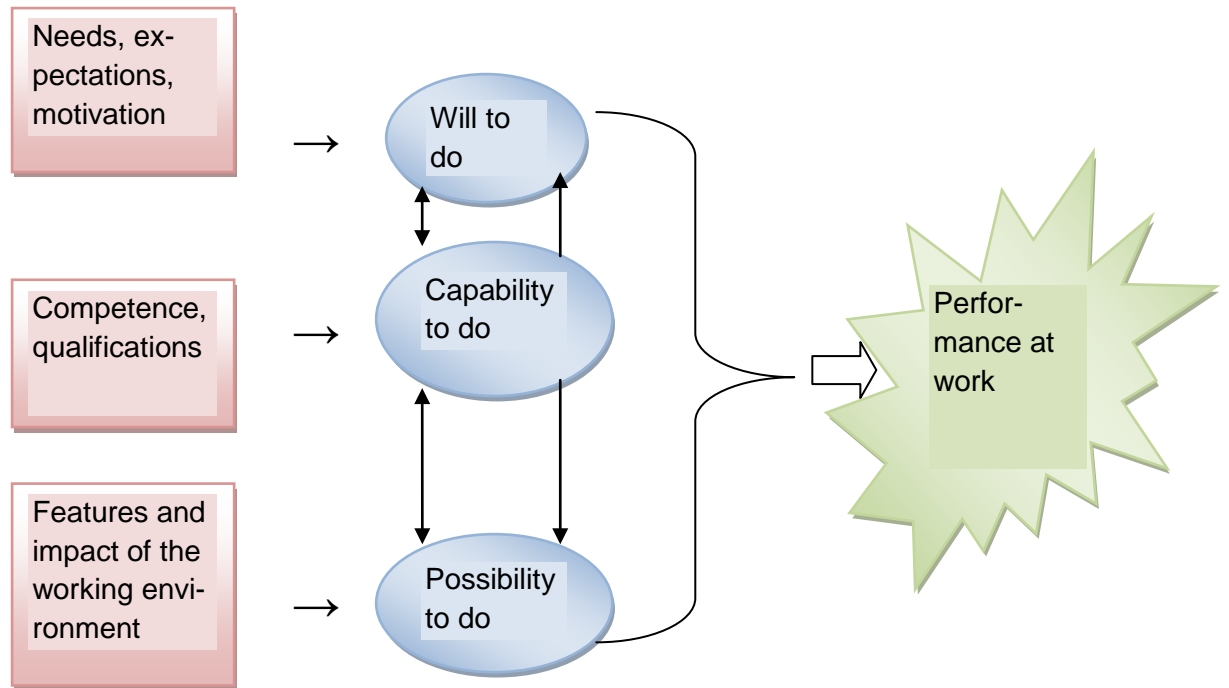 Needs, ex-
pectations,
motivation
→
Will to
do
Competence,
qualifications
→
Capability
to do
Features and
impact of the
working envi-
ronment
→
Possibility
to do
Perfor-
mance at
work